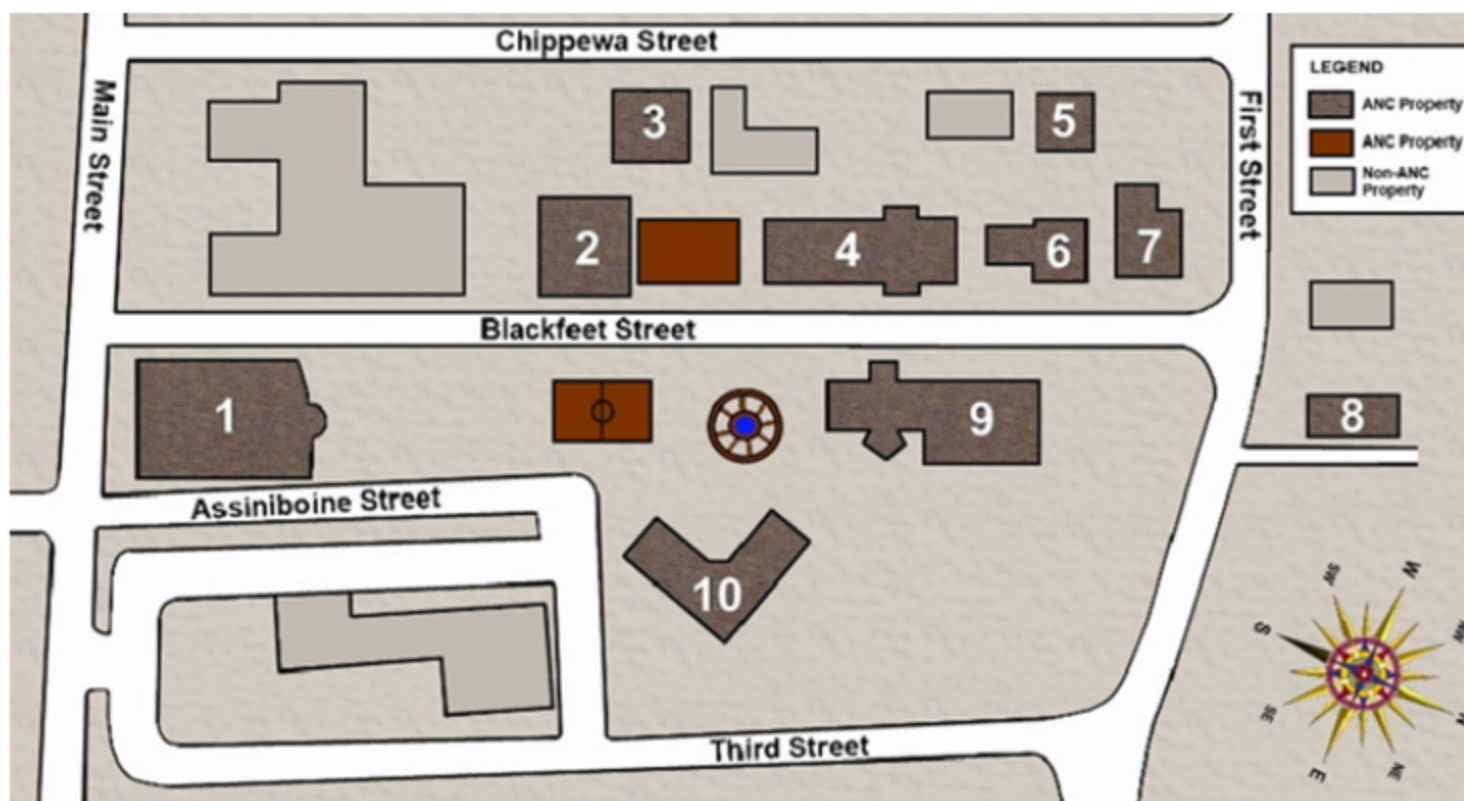 Chippewa Street
Main Street
First Street
LEGEND
ANC Property
ANC Property
Non-ANC
Property
3
5
2
4
6
7
Blackfeet Street
1
9
8
Assiniboine Street
10
Third Street
SW
W
S
NW
SE
N
E
NE